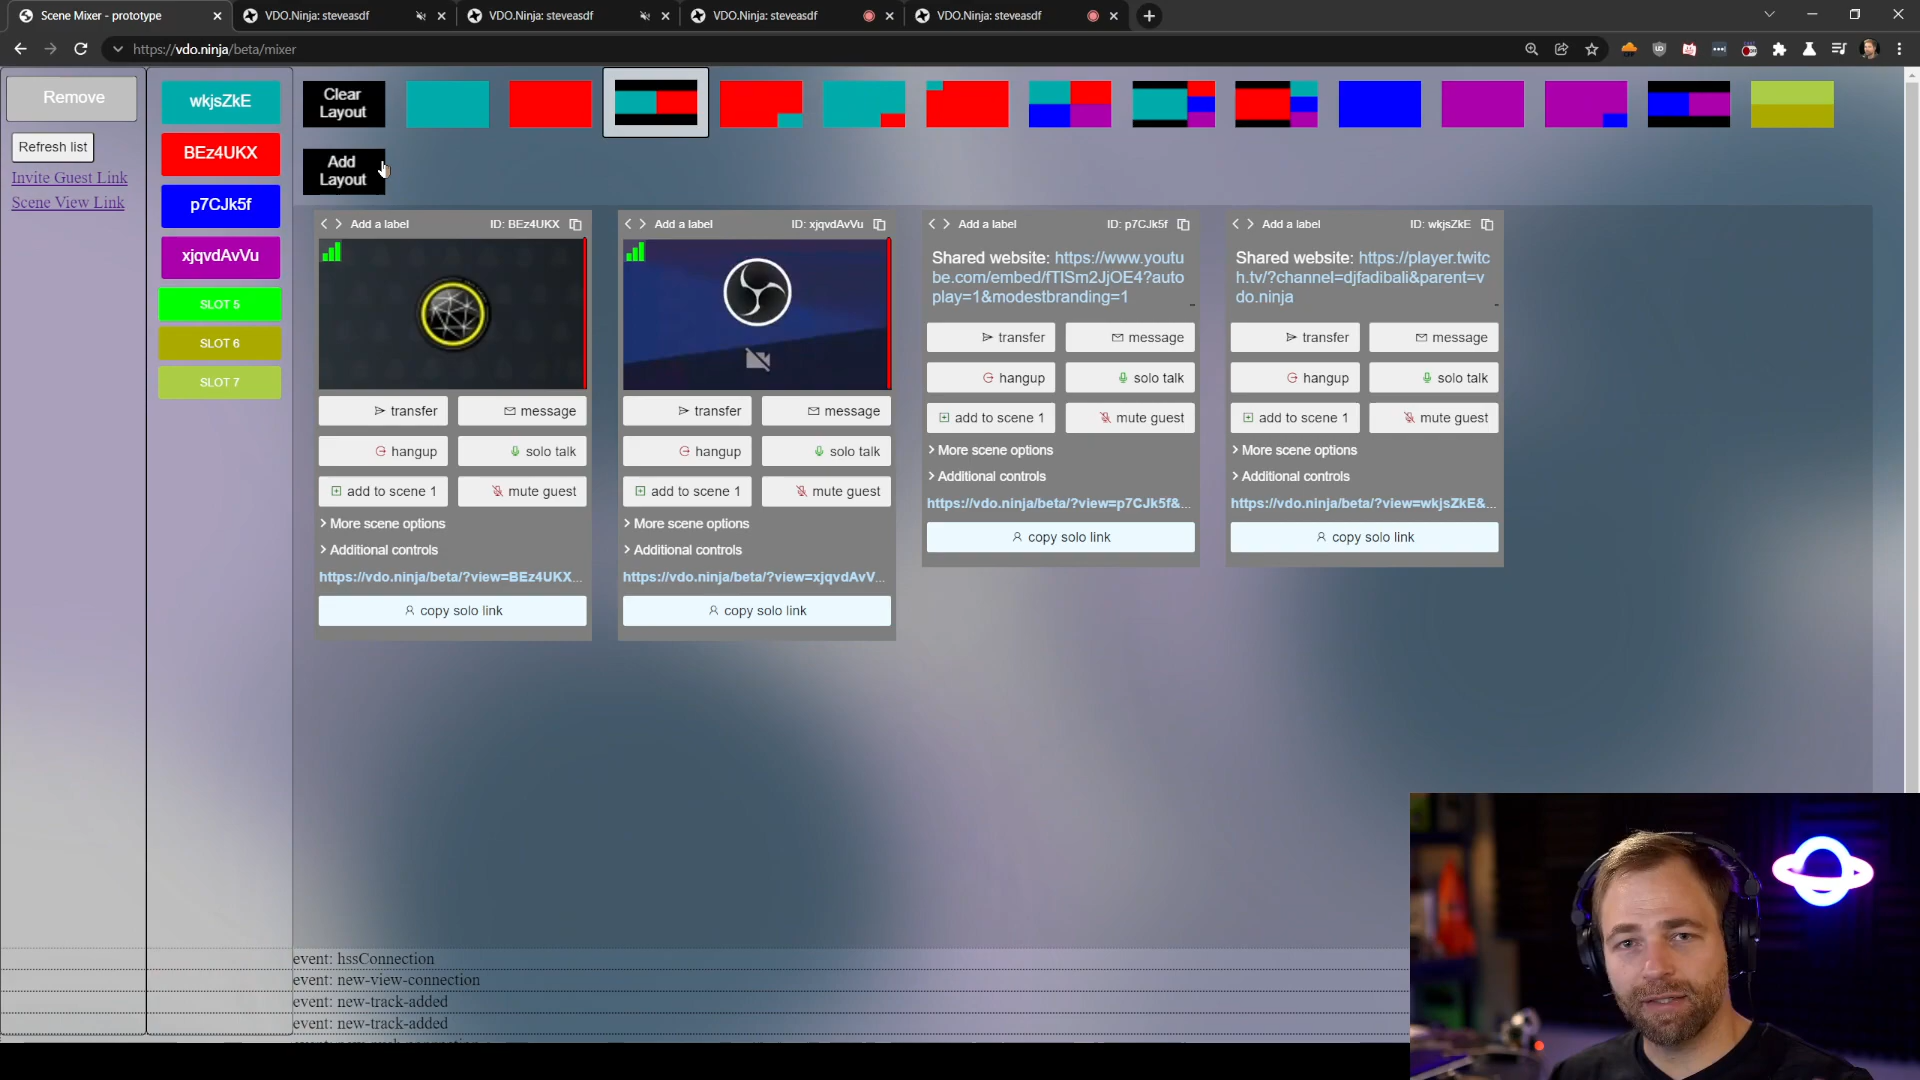 Scene Mixer - prototype
VDO.Ninja: steveasdf
VDO.Ninja: steveasdf
VDO.Ninja: steveasdf
VDO.Ninja: steveasdf
https://vdo.ninja/beta/mixer
Remove
Refresh list
Invite Guest Link
Scene View Link
wkjsZkE
BEz4UKX
p7CJk5f
xjqvdAvVu
SLOT 5
SLOT 6
SLOT 7
Clear
Layout
Add
Layout
Add a label ID: BEz4UKX
transfer message
hangup solo talk
add to scene 1 mute guest
More scene options
Additional controls
https://vdo.ninja/beta/?view=BEz4UKX...
copy solo link
Add a label ID: xjqvdAvVu
transfer message
hangup solo talk
add to scene 1 mute guest
More scene options
Additional controls
https://vdo.ninja/beta/?view=xjqvdAvV...
copy solo link
Add a label ID: p7CJk5f
Shared website: https://www.youtu
be.com/embed/fTlSm2JjOE4?auto
play=1&modestbranding=1
transfer message
hangup solo talk
add to scene 1 mute guest
More scene options
Additional controls
https://vdo.ninja/beta/?view=p7CJk5f&...
copy solo link
Add a label ID: wkjsZkE
Shared website: https://player.twitc
h.tv/?channel=djfadibali&parent=v
do.ninja
transfer message
hangup solo talk
add to scene 1 mute guest
More scene options
Additional controls
https://vdo.ninja/beta/?view=wkjsZkE&...
copy solo link
event: hssConnection
event: new-view-connection
event: new-track-added
event: new-track-added